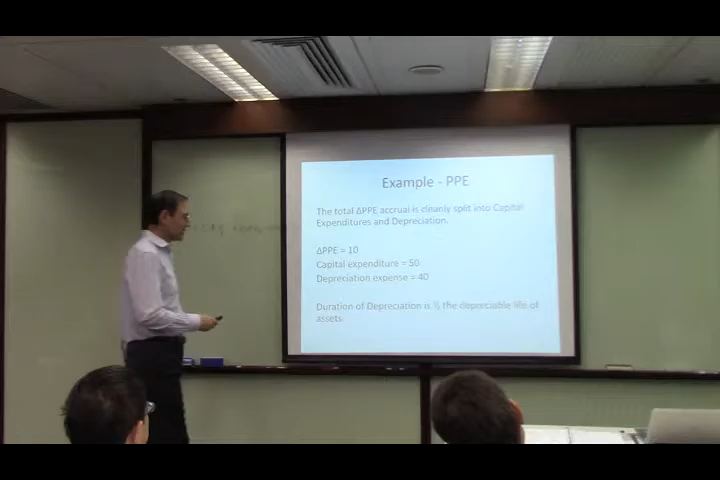 Example - PPE
The total ΔPPE accrual is cleanly split into Capital
Expenditures and Depreciation.
ΔPPE = 10
Capital expenditure = 50
Depreciation expense = 40
Duration of Depreciation is ½ the depreciable life of
assets.